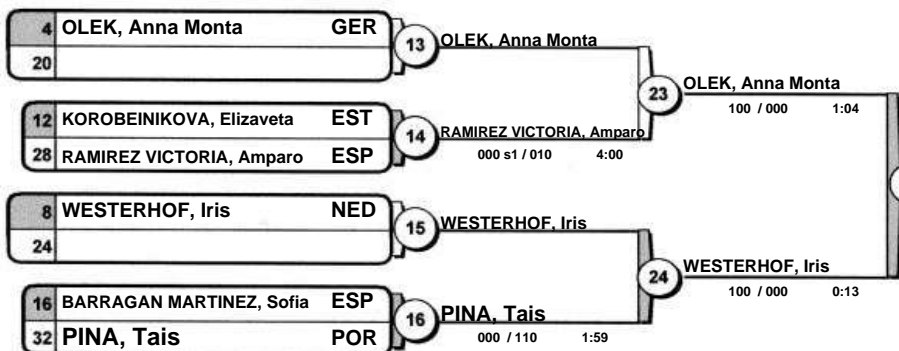 4 OLEK, Anna Monta GER
20
13 OLEK, Anna Monta
23 OLEK, Anna Monta
100 / 000 1:04
12 KOROBEINIKOVA, Elizaveta EST
28 RAMIREZ VICTORIA, Amparo ESP
14 RAMIREZ VICTORIA, Amparo
000 s1 / 010 4:00
8 WESTERHOF, Iris NED
24
15 WESTERHOF, Iris
24 WESTERHOF, Iris
100 / 000 0:13
16 BARRAGAN MARTINEZ, Sofia ESP
32 PINA, Tais POR
16 PINA, Tais
000 / 110 1:59